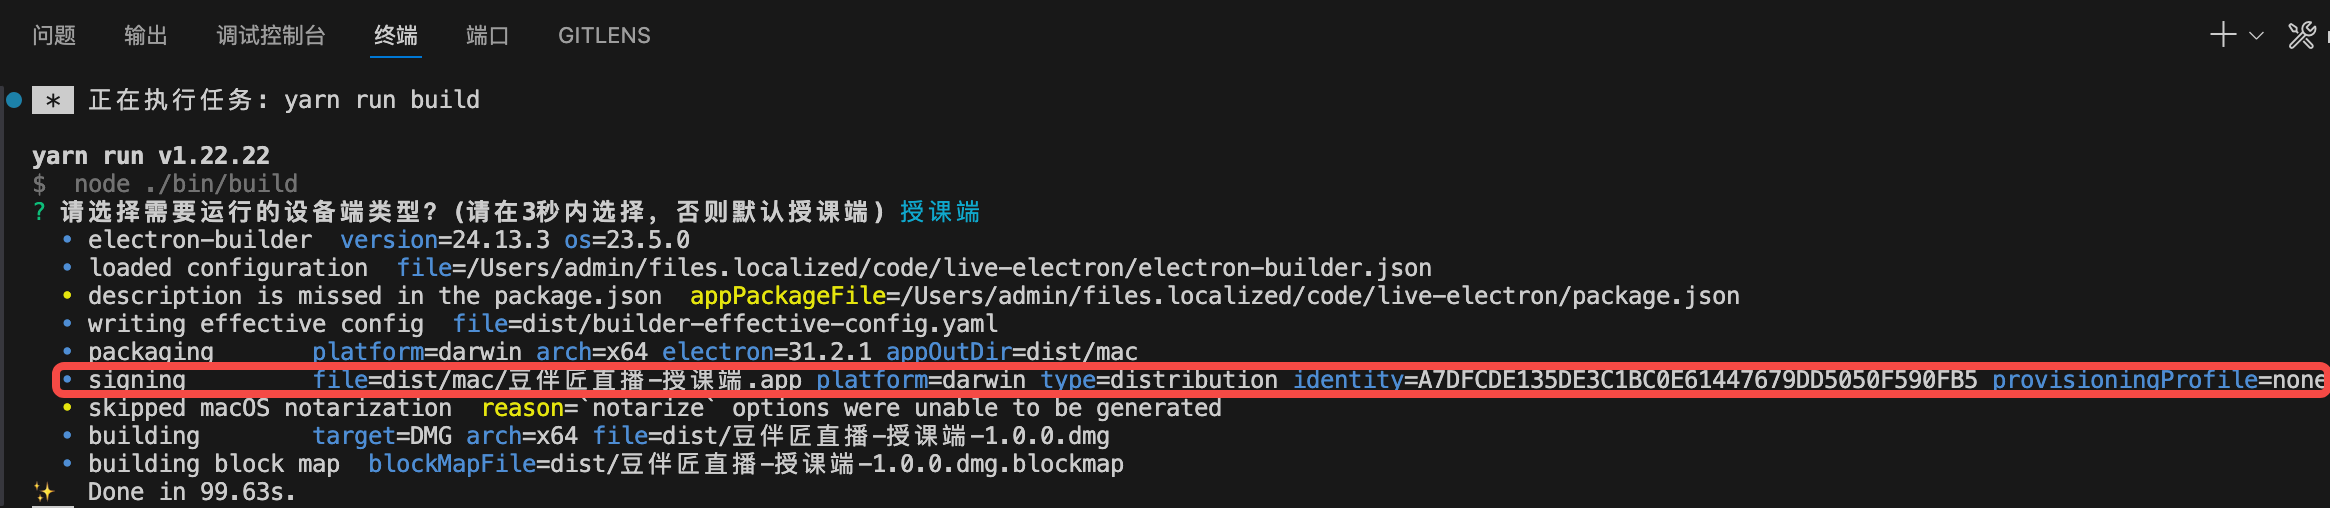 问题 输出 调试控制台 终端 端口 GITLENS
* 正在执行任务: yarn run build
yarn run v1.22.22
$ node ./bin/build
? 请选择需要运行的设备端类型? (请在3秒内选择, 否则默认授课端) 授课端
• electron-builder version=24.13.3 os=23.5.0
• loaded configuration file=/Users/admin/files.localized/code/live-electron/electron-builder.json
• description is missed in the package.json appPackageFile=/Users/admin/files.localized/code/live-electron/package.json
• writing effective config file=dist/builder-effective-config.yaml
• packaging platform=darwin arch=x64 electron=31.2.1 appOutDir=dist/mac
• signing file=dist/mac/豆伴匠直播-授课端.app platform=darwin type=distribution identity=A7DFCDE135DE3C1BC0E61447679DD5050F590FB5 provisioningProfile=none
• skipped macOS notarization reason=`notarize` options were unable to be generated
• building target=DMG arch=x64 file=dist/豆伴匠直播-授课端-1.0.0.dmg
• building block map blockMapFile=dist/豆伴匠直播-授课端-1.0.0.dmg.blockmap
✨ Done in 99.63s.